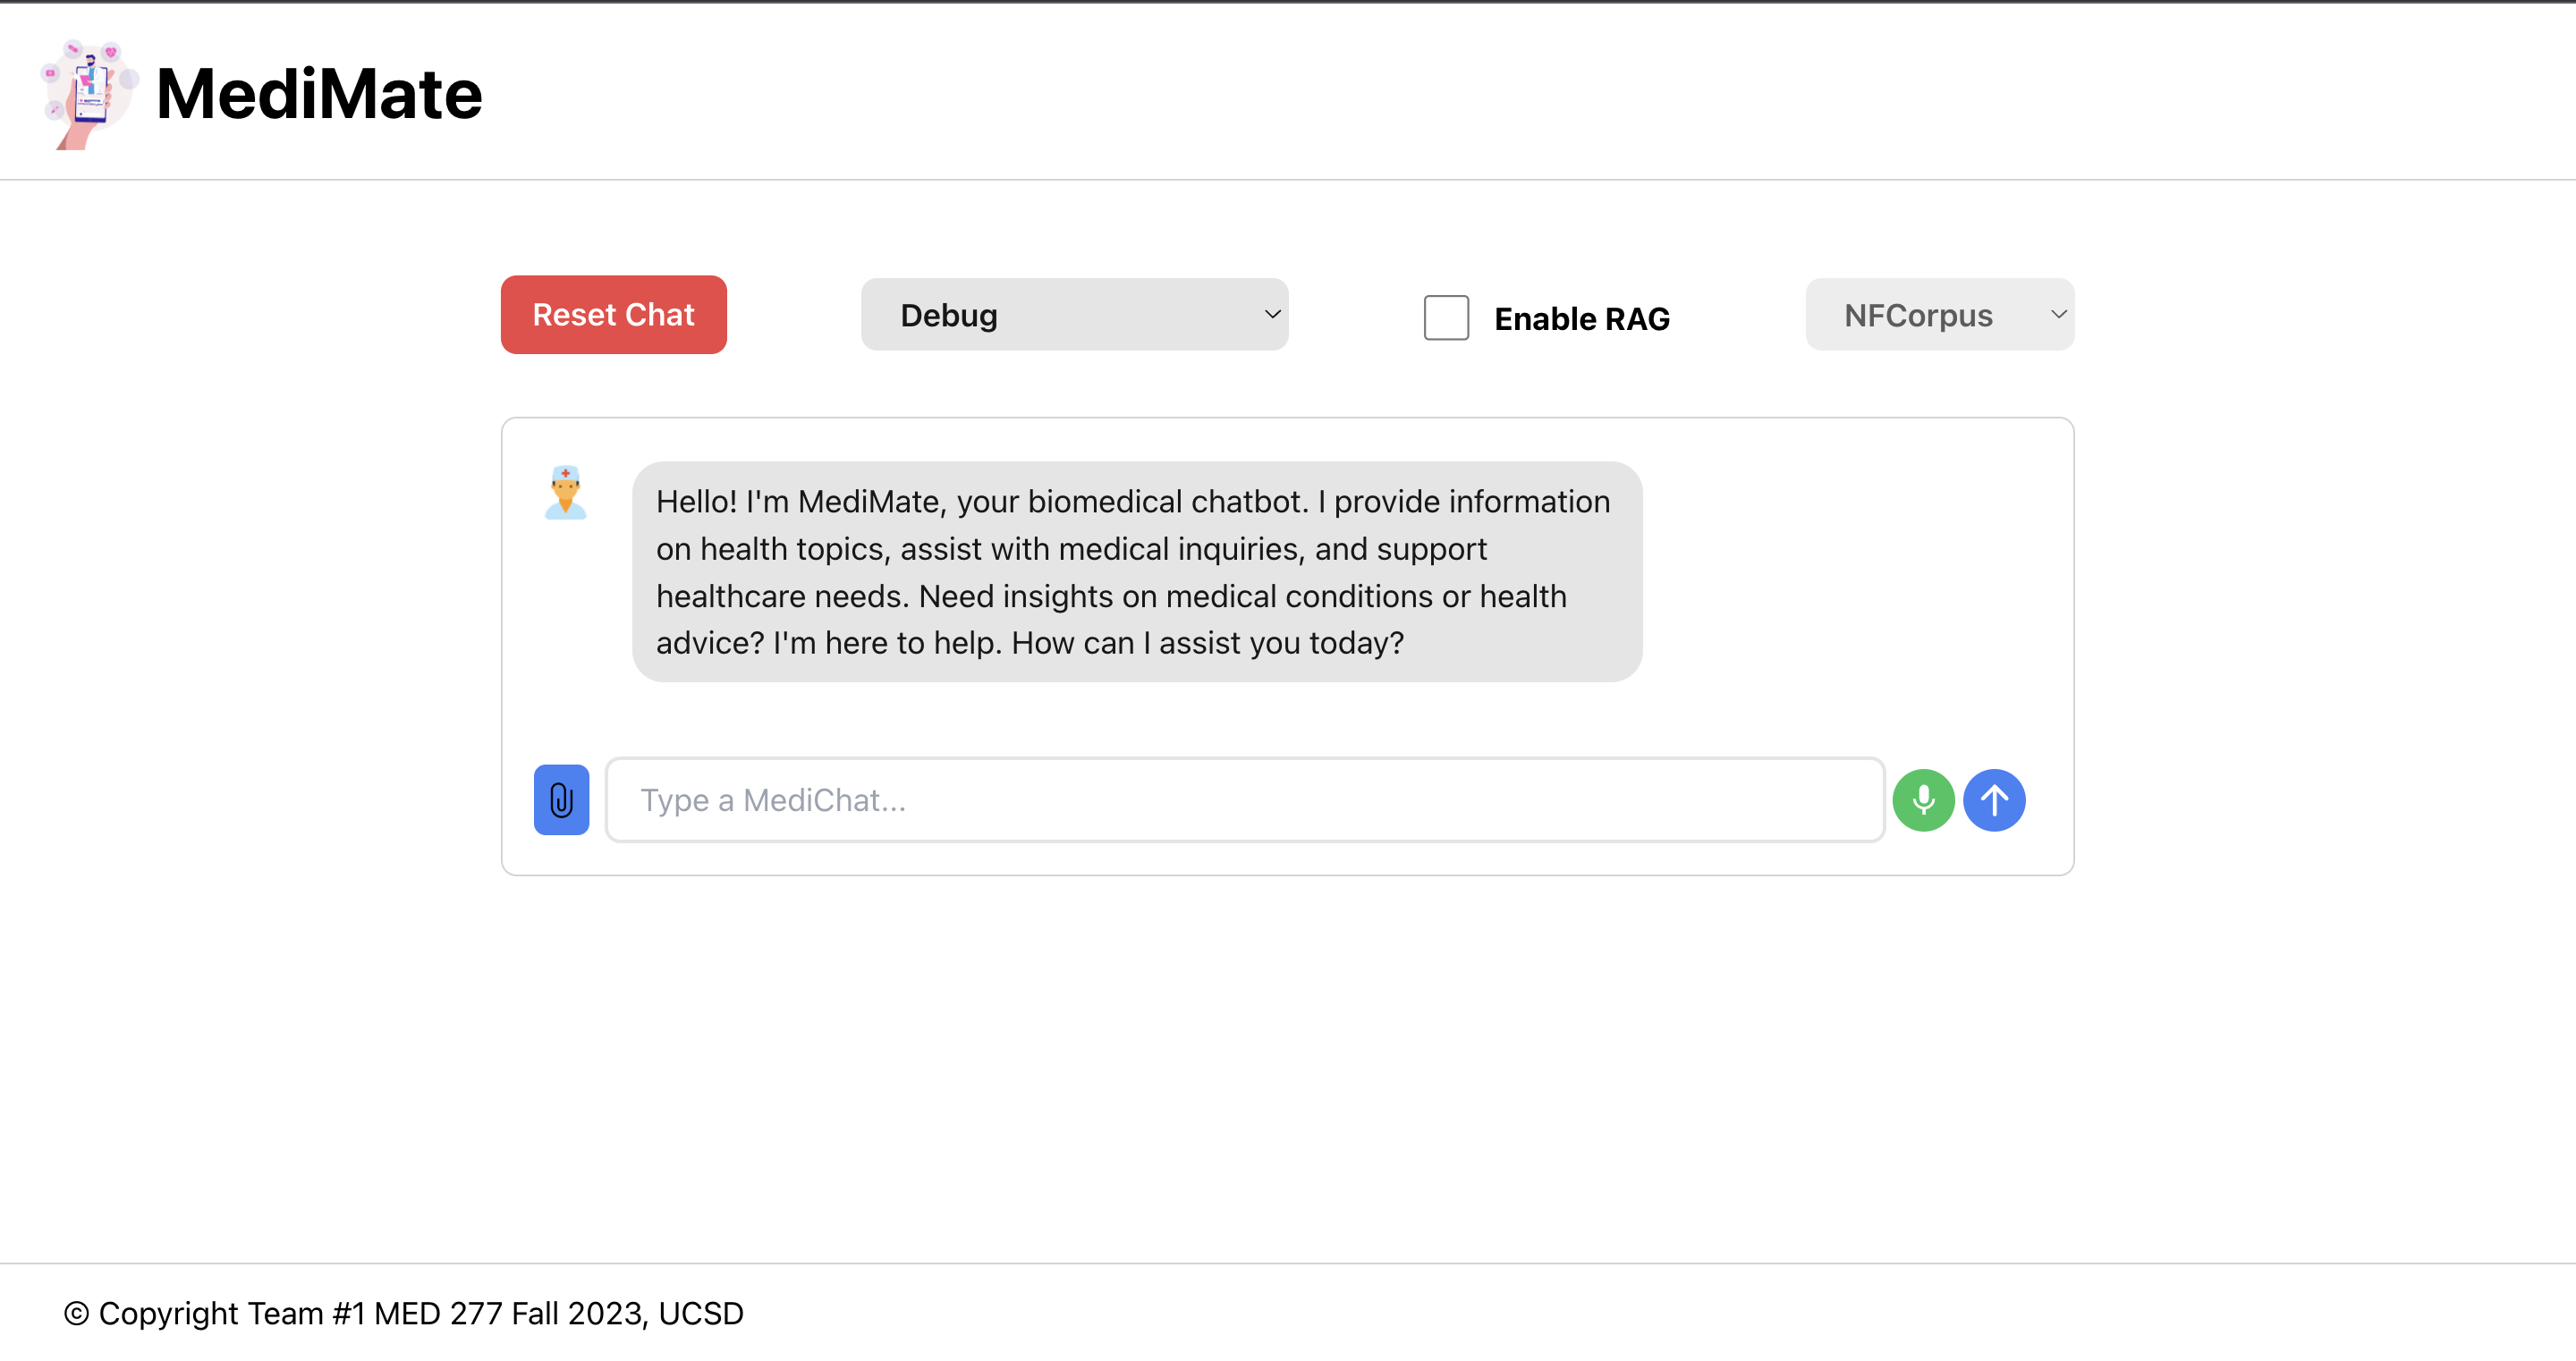 MediMate
Reset Chat
Debug
Enable RAG
NFCorpus
Hello! I'm MediMate, your biomedical chatbot. I provide information
on health topics, assist with medical inquiries, and support
healthcare needs. Need insights on medical conditions or health
advice? I'm here to help. How can I assist you today?
Type a MediChat...
© Copyright Team #1 MED 277 Fall 2023, UCSD